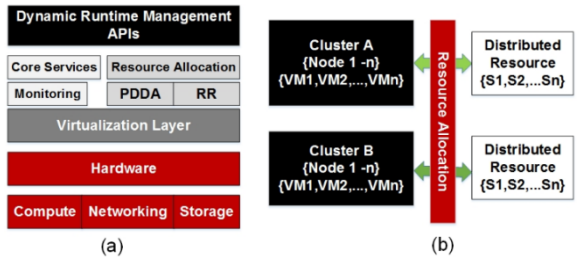 Dynamic Runtime Management
APIs
Core Services
Resource Allocation
Monitoring
PDDA
RR
Virtualization Layer
Hardware
Compute
Networking
Storage
(a)
Cluster A
{Node 1 -n}
{VM1,VM2,...,VMn}
Distributed
Resource
{S1,S2,...Sn}
Resource Allocation
Cluster B
{Node 1 -n}
{VM1,VM2,...,VMn}
Distributed
Resource
{S1,S2,...Sn}
(b)